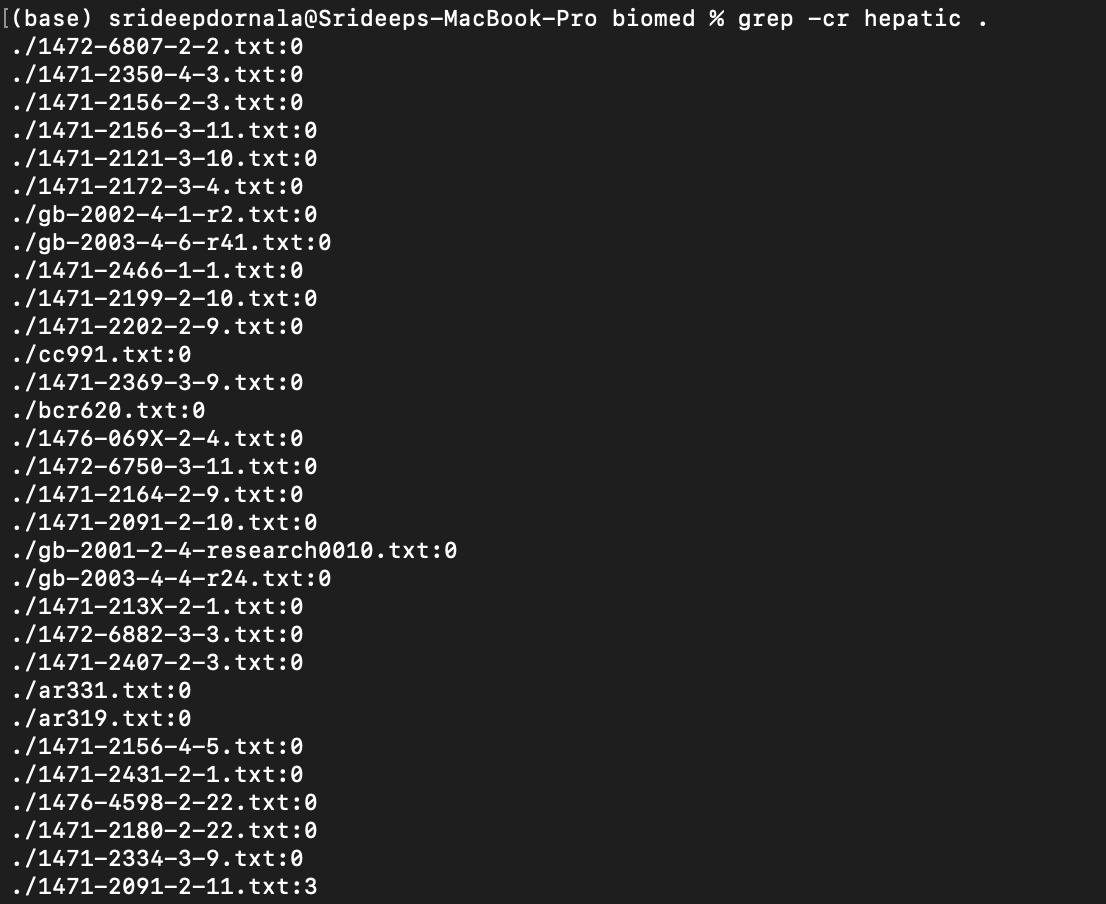 [(base) srideepdornala@Srideeps-MacBook-Pro biomed % grep -cr hepatic .
./1472-6807-2-2.txt:0
./1471-2350-4-3.txt:0
./1471-2156-2-3.txt:0
./1471-2156-3-11.txt:0
./1471-2121-3-10.txt:0
./1471-2172-3-4.txt:0
./gb-2002-4-1-r2.txt:0
./gb-2003-4-6-r41.txt:0
./1471-2466-1-1.txt:0
./1471-2199-2-10.txt:0
./1471-2202-2-9.txt:0
./cc991.txt:0
./1471-2369-3-9.txt:0
./bcr620.txt:0
./1476-069X-2-4.txt:0
./1472-6750-3-11.txt:0
./1471-2164-2-9.txt:0
./1471-2091-2-10.txt:0
./gb-2001-2-4-research0010.txt:0
./gb-2003-4-4-r24.txt:0
./1471-213X-2-1.txt:0
./1472-6882-3-3.txt:0
./1471-2407-2-3.txt:0
./ar331.txt:0
./ar319.txt:0
./1471-2156-4-5.txt:0
./1471-2431-2-1.txt:0
./1476-4598-2-22.txt:0
./1471-2180-2-22.txt:0
./1471-2334-3-9.txt:0
./1471-2091-2-11.txt:3